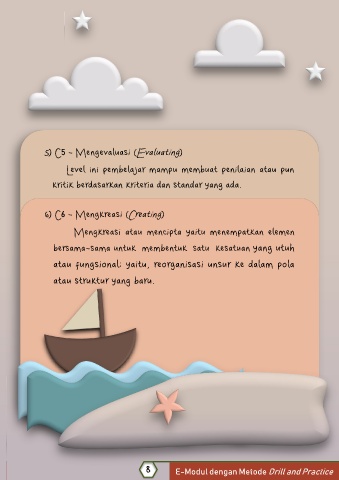 5) C5 – Mengevaluasi (Evaluating)
Level ini pembelajar mampu membuat penilaian atau pun
kritik berdasarkan kriteria dan standar yang ada.
6) C6 – Mengkreasi (Creating)
Mengkreasi atau mencipta yaitu menempatkan elemen
bersama-sama untuk membentuk satu kesatuan yang utuh
atau fungsional; yaitu, reorganisasi unsur ke dalam pola
atau struktur yang baru.
8
E-Modul dengan Metode Drill and Practice